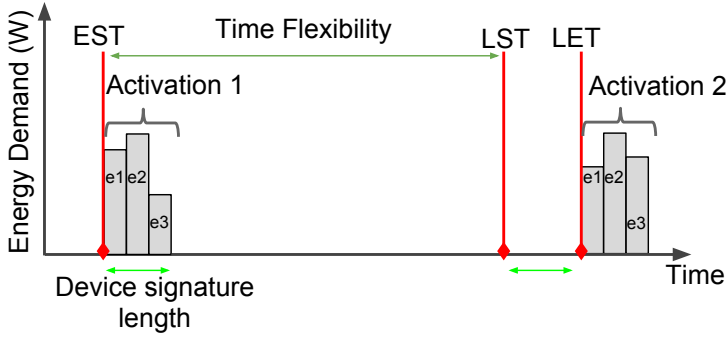 EST
Time Flexibility
LST
LET
Activation 1
Activation 2
Energy Demand (W)
e1
e2
e3
e1
e2
e3
Time
Device signature
length